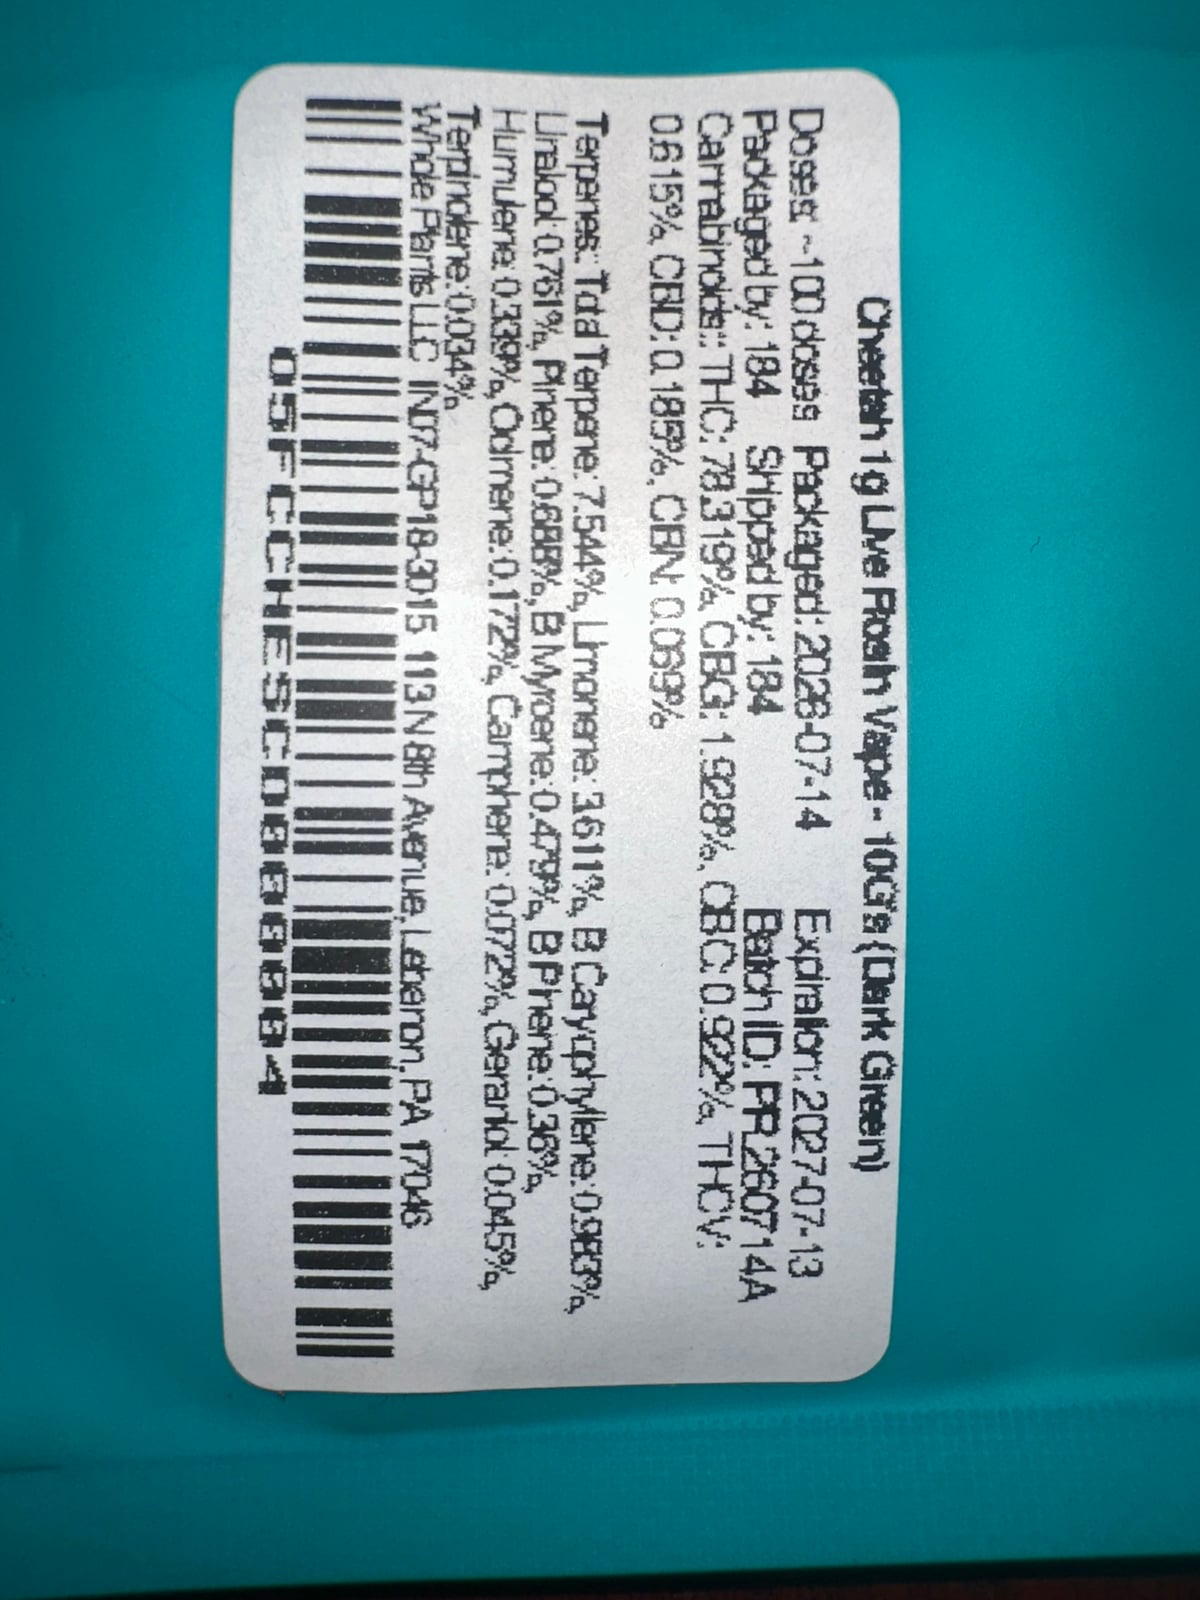 Cheetah 1g Live Rosin Vape - 10G's (Dark Green)
Doses: ~100 doses Packaged: 2026-07-14 Expiration: 2027-07-13
Packaged by: 184 Shipped by: 184 Batch ID: PR.260714A
Cannabinoids:: THC: 78.319%, CBG: 1.928%, CBC: 0.922%, THCV:
0.615%, CBD: 0.185%, CBN: 0.069%
Terpenes:: Total Terpene: 7.544%, Limonene: 3.611%, B Caryophyllene: 0.983%,
Linalool: 0.761%, Pinene: 0.688%, B Myrcene: 0.479%, B Pinene: 0.36%,
Humulene: 0.339%, Ocimene: 0.172%, Camphene: 0.072%, Geraniol: 0.045%,
Terpinolene: 0.034%,
Whole Plants LLC IN07-GP18-3015 113 N 8th Avenue, Lebanon, PA 17046